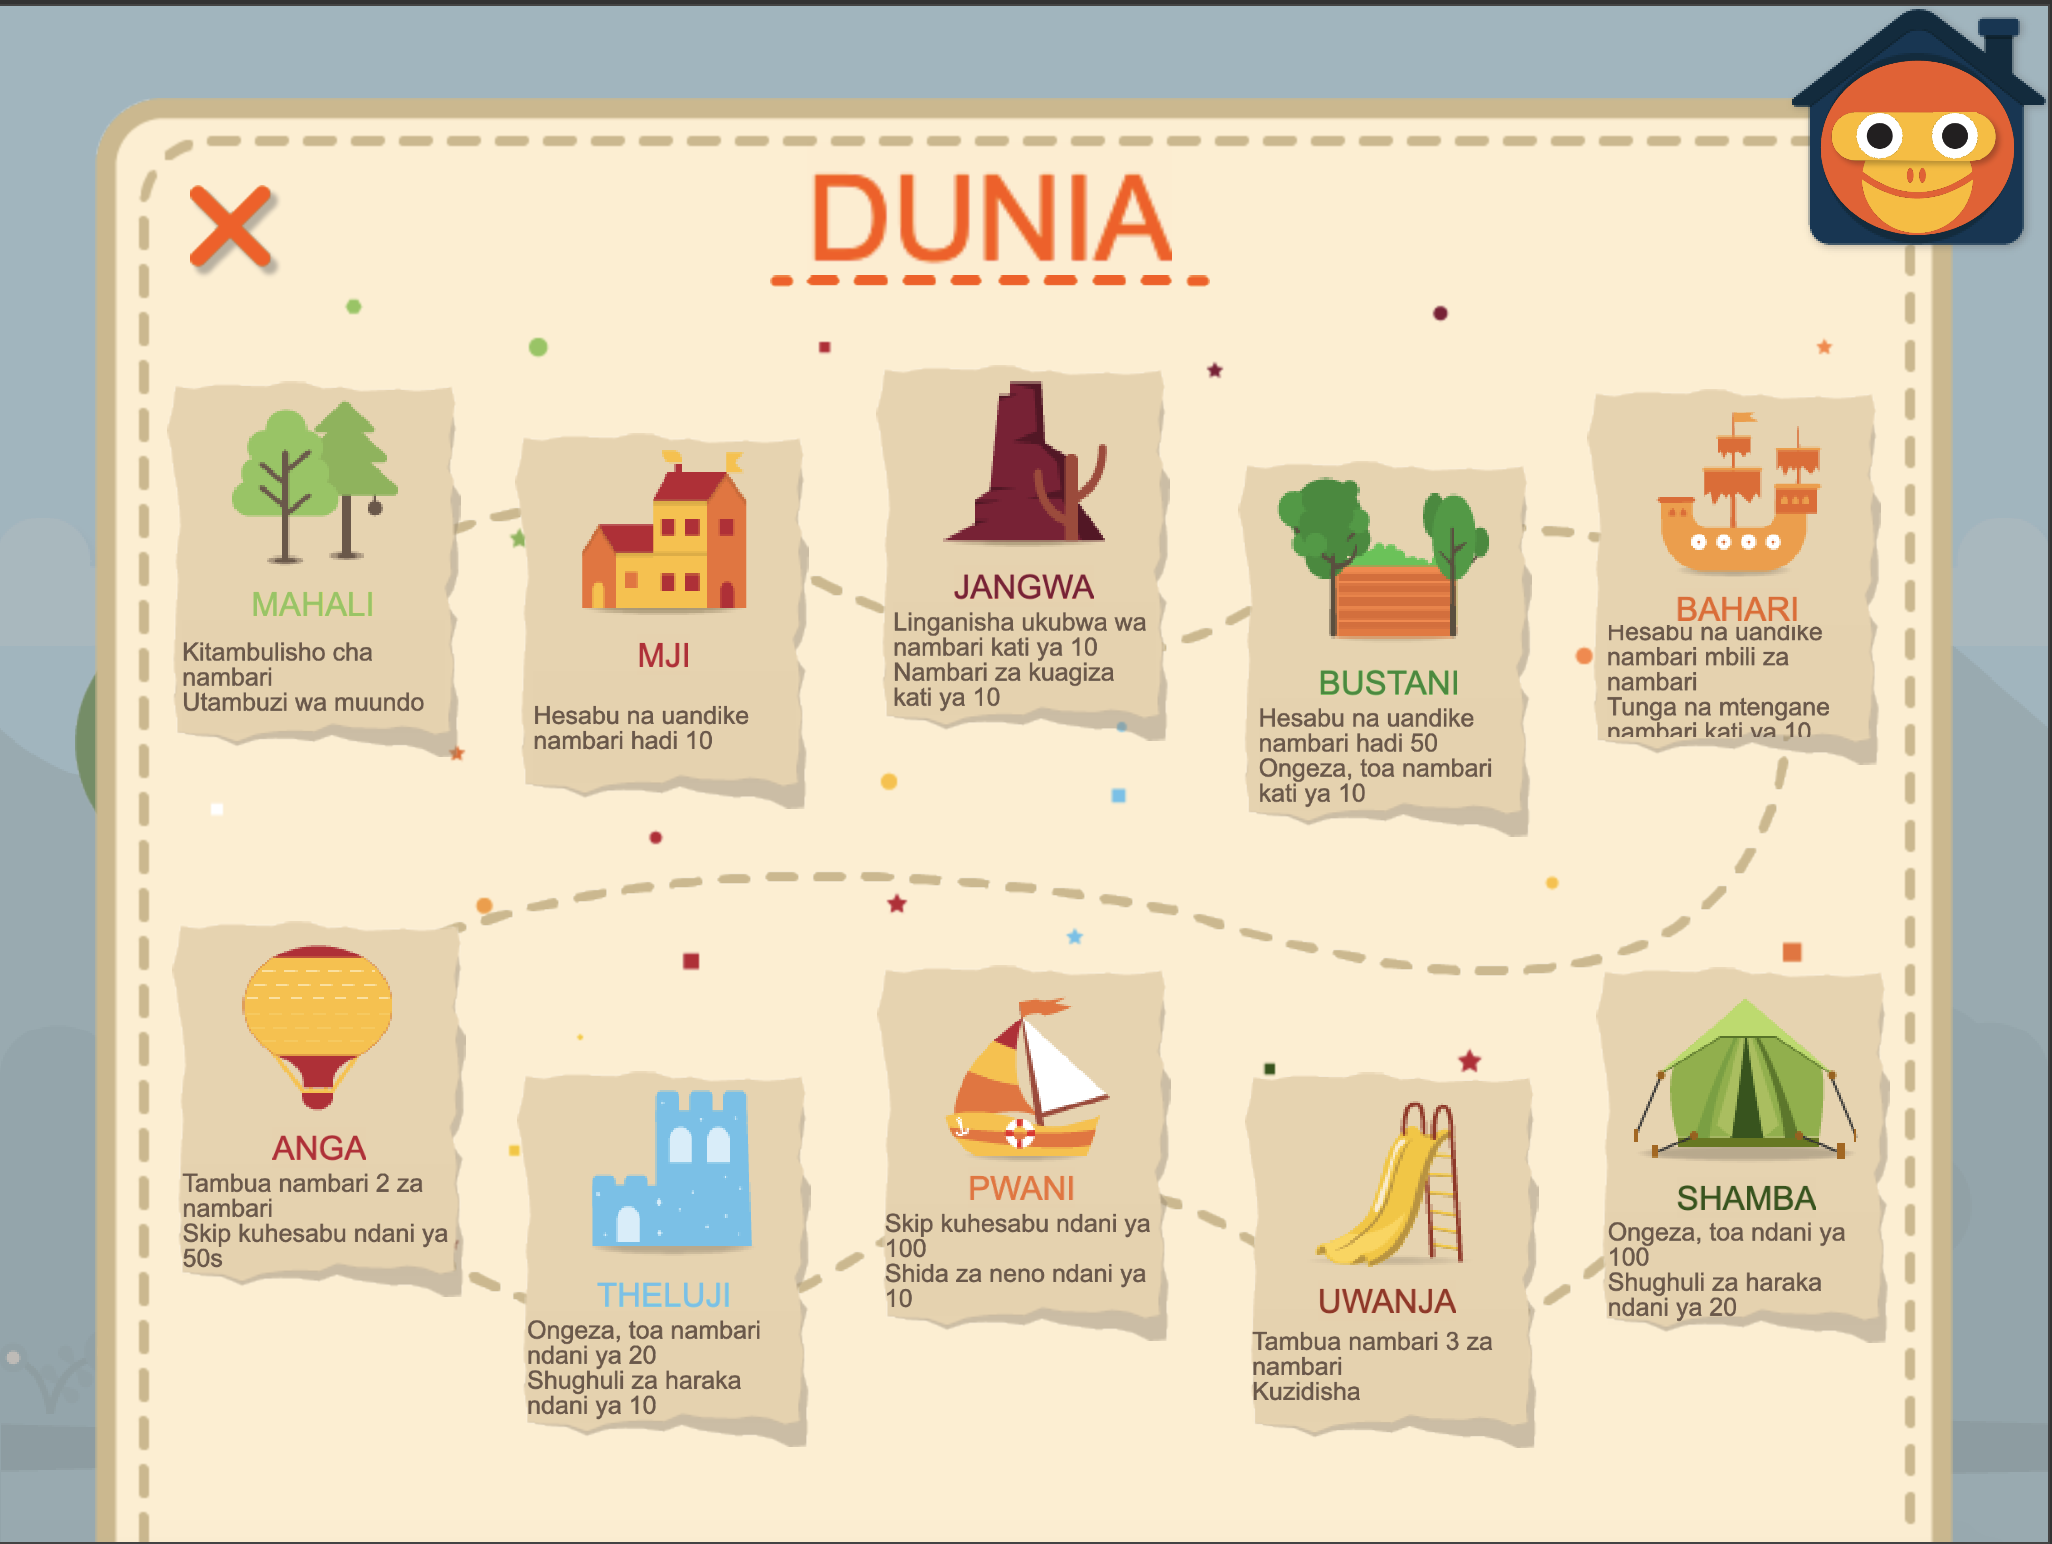 DUNIA
MAHALI
Kitambulisho cha
nambari
Utambuzi wa muundo
MJI
Hesabu na uandike
nambari hadi 10
JANGWA
Linganisha ukubwa wa
nambari kati ya 10
Nambari za kuagiza
kati ya 10
BUSTANI
Hesabu na uandike
nambari hadi 50
Ongeza, toa nambari
kati ya 10
BAHARI
Hesabu na uandike
nambari mbili za
nambari
Tunga na mtengane
nambari kati ya 10
ANGA
Tambua nambari 2 za
nambari
Skip kuhesabu ndani ya
50s
THELUJI
Ongeza, toa nambari
ndani ya 20
Shughuli za haraka
ndani ya 10
PWANI
Skip kuhesabu ndani ya
100
Shida za neno ndani ya
10
UWANJA
Tambua nambari 3 za
nambari
Kuzidisha
SHAMBA
Ongeza, toa ndani ya
100
Shughuli za haraka
ndani ya 20